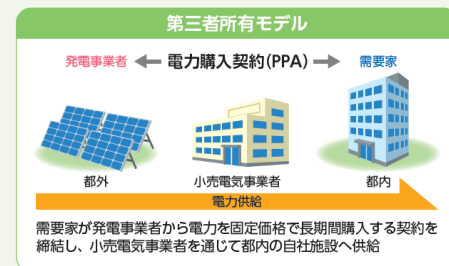 第三者所有モデル
発電事業者 電力購入契約(PPA) 需要家
都外 小売電気事業者 都内
電力供給
需要家が発電事業者から電力を固定価格で長期間購入する契約を
締結し、小売電気事業者を通じて都内の自社施設へ供給